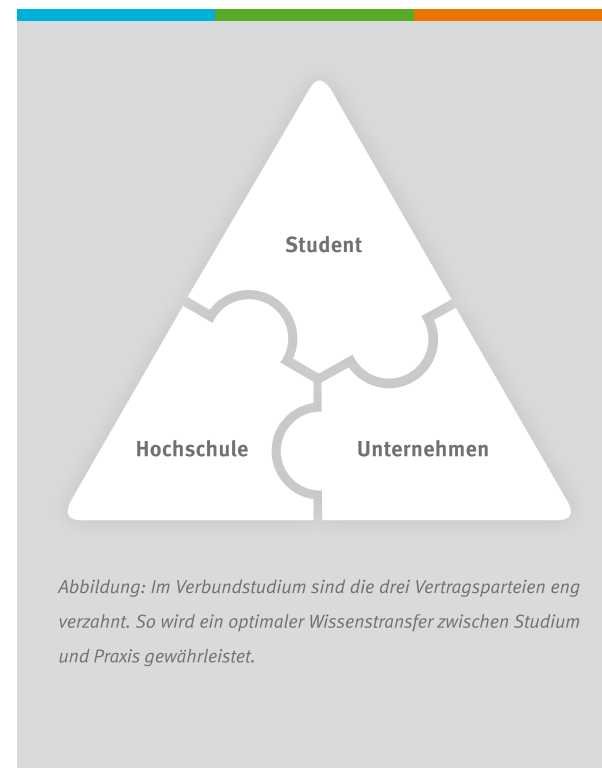 Student
Hochschule Unternehmen
Abbildung: Im Verbundstudium sind die drei Vertragsparteien eng
verzahnt. So wird ein optimaler Wissenstransfer zwischen Studium
und Praxis gewährleistet.